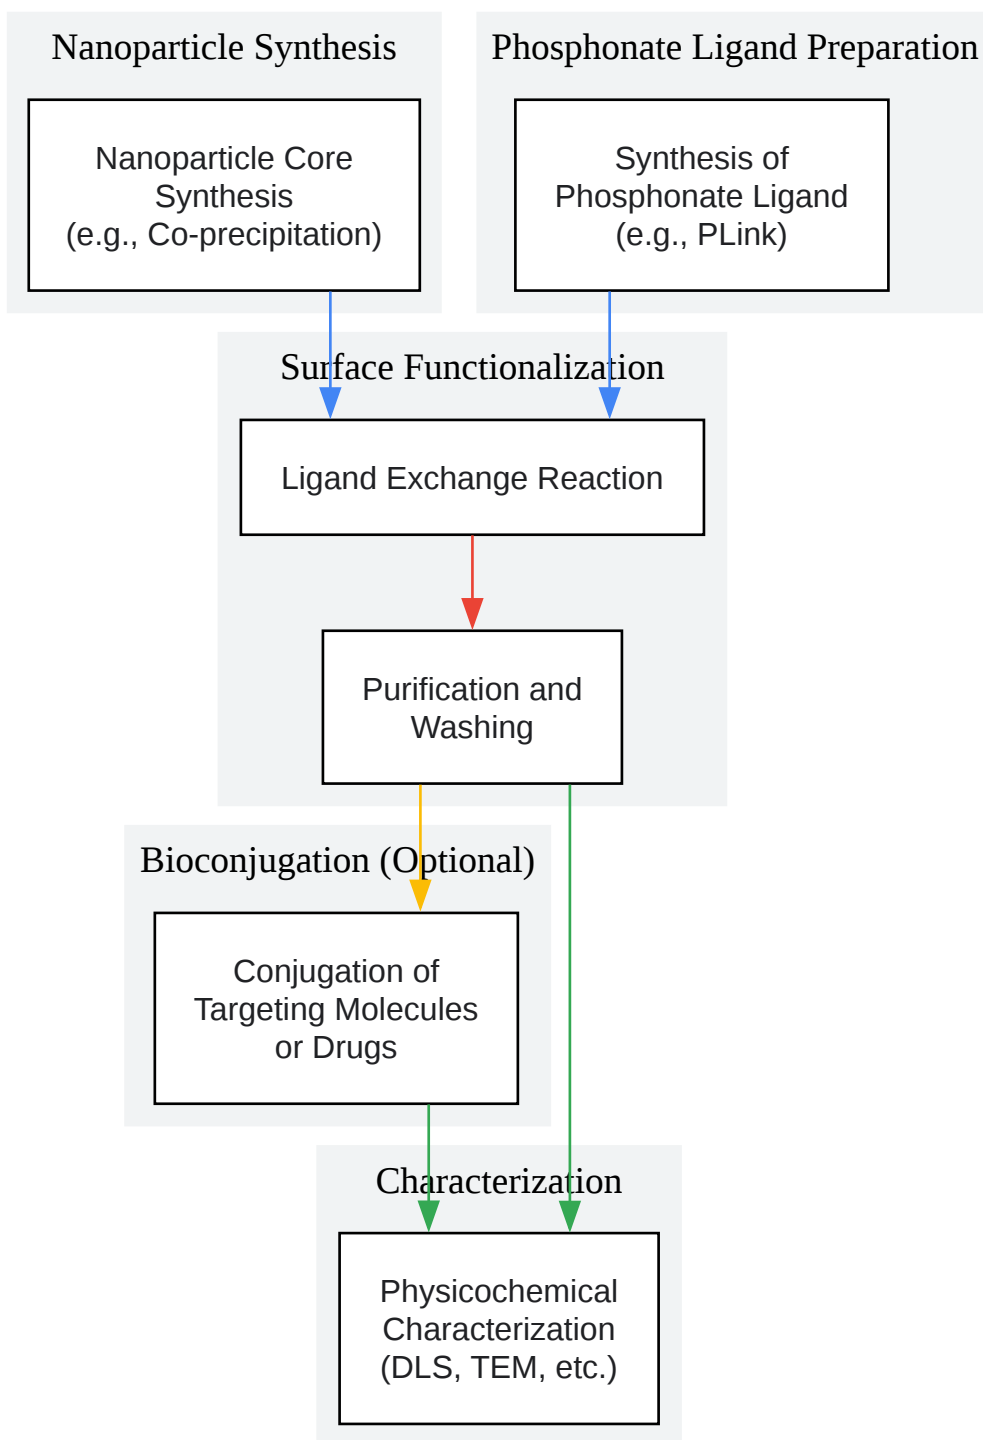 Nanoparticle Synthesis
Phosphonate Ligand Preparation
Nanoparticle Core
Synthesis
(e.g., Co-precipitation)
Synthesis of
Phosphonate Ligand
(e.g., PLink)
Surface Functionalization
Ligand Exchange Reaction
Purification and
Washing
Bioconjugation (Optional)
Conjugation of
Targeting Molecules
or Drugs
Characterization
Physicochemical
Characterization
(DLS, TEM, etc.)